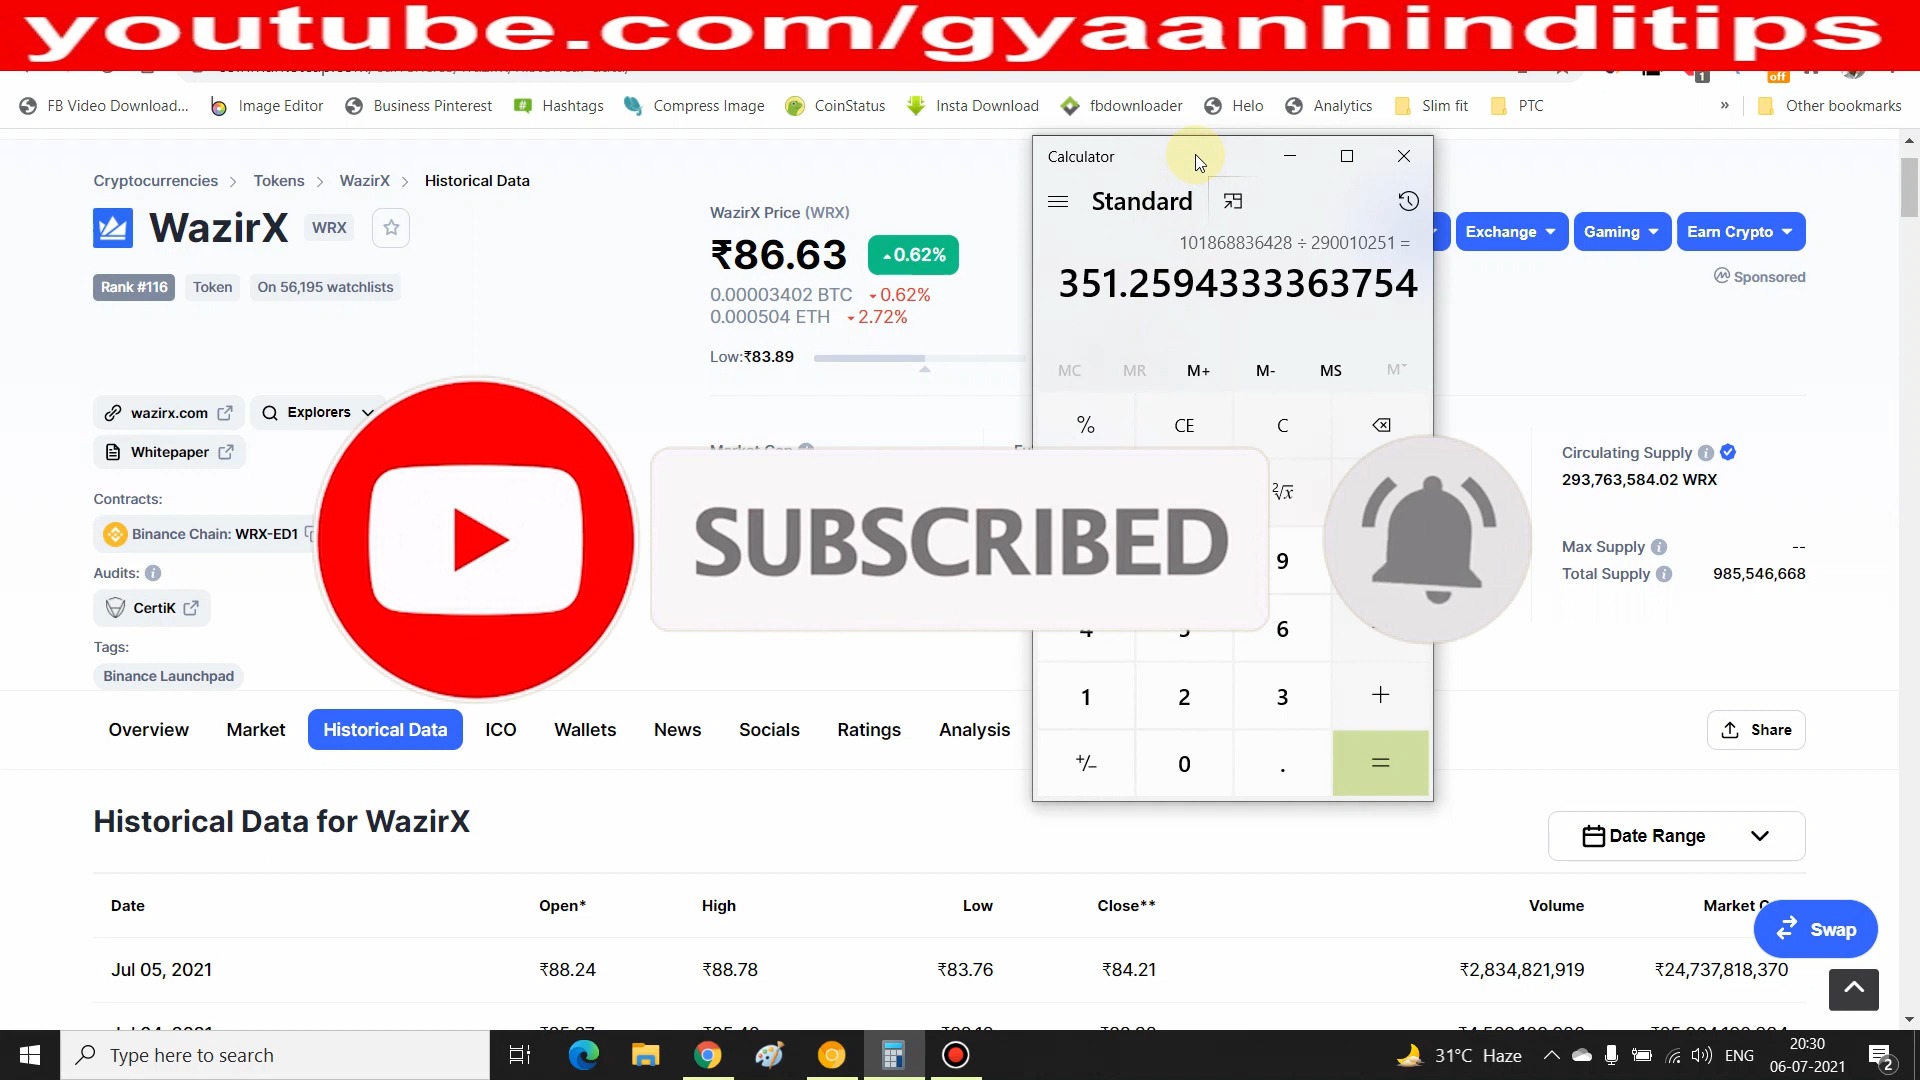 youtube.com/gyaanhinditips
off
1
FB Video Download... Image Editor Business Pinterest Hashtags Compress Image CoinStatus Insta Download fbdownloader Helo Analytics Slim fit PTC » Other bookmarks
Cryptocurrencies > Tokens > WazirX > Historical Data
WazirX WRX
Rank #116 Token On 56,195 watchlists
WazirX Price (WRX)
₹86.63 0.62%
0.00003402 BTC 0.62%
0.000504 ETH 2.72%
Low:₹83.89
Calculator
Standard
101868836428 ÷ 290010251 =
351.2594333363754
MC MR M+ M- MS M
% CE C
²√x
9
6
1 2 3 +
+/− 0 . =
Exchange Gaming Earn Crypto
Sponsored
wazirx.com Explorers
Whitepaper
Contracts:
Binance Chain: WRX-ED1
Audits:
CertiK
Tags:
Binance Launchpad
SUBSCRIBED
Circulating Supply
293,763,584.02 WRX
Max Supply --
Total Supply 985,546,668
Overview Market Historical Data ICO Wallets News Socials Ratings Analysis Share
Historical Data for WazirX
Date Range
Date Open* High Low Close** Volume Market
Swap
Jul 05, 2021 ₹88.24 ₹88.78 ₹83.76 ₹84.21 ₹2,834,821,919 ₹24,737,818,370
Type here to search
31°C Haze ENG
20:30
06-07-2021
2